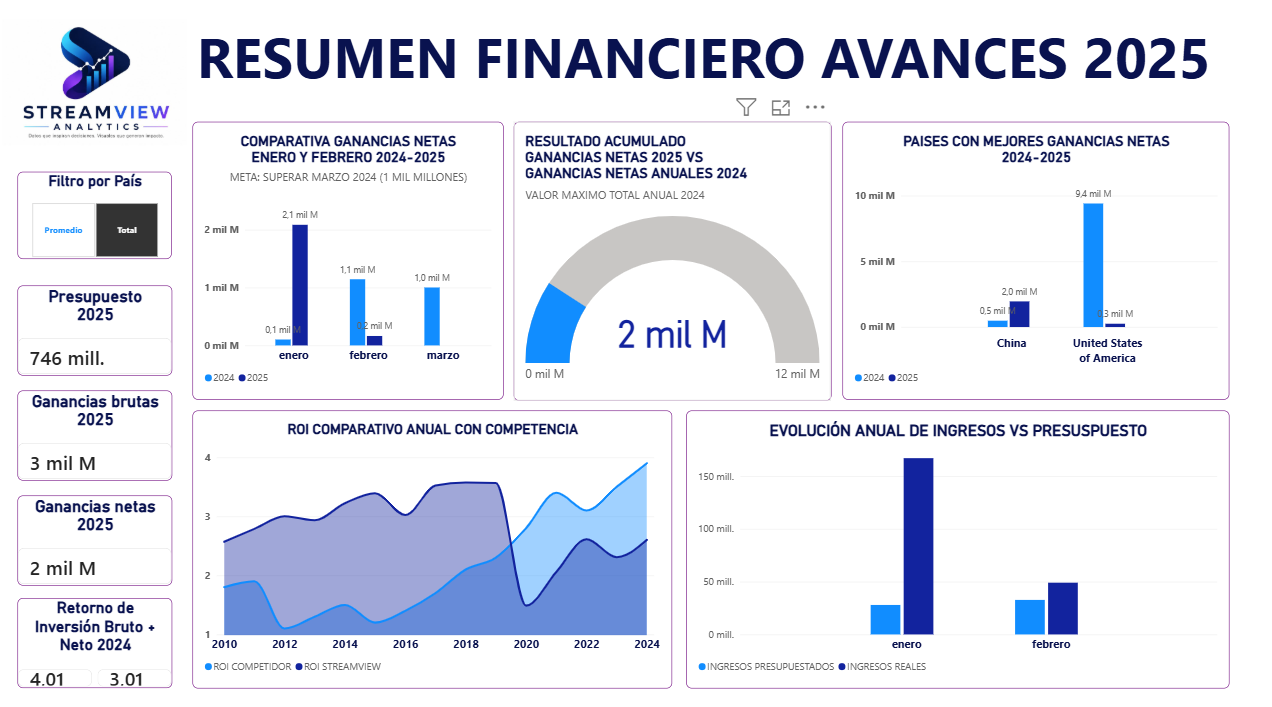 RESUMEN FINANCIERO AVANCES 2025
STREAMVIEW
ANALYTICS
Datos que inspiran decisiones. Visuales que generan impacto.
Filtro por País
Promedio
Total
Presupuesto
2025
746 mill.
Ganancias brutas
2025
3 mil M
Ganancias netas
2025
2 mil M
Retorno de
Inversión Bruto +
Neto 2024
4.01
3.01
COMPARATIVA GANANCIAS NETAS
ENERO Y FEBRERO 2024-2025
META: SUPERAR MARZO 2024 (1 MIL MILLONES)
2 mil M
1 mil M
0 mil M
0,1 mil M
2,1 mil M
1,1 mil M
0,2 mil M
1,0 mil M
enero
febrero
marzo
2024
2025
RESULTADO ACUMULADO
GANANCIAS NETAS 2025 VS
GANANCIAS NETAS ANUALES 2024
VALOR MAXIMO TOTAL ANUAL 2024
2 mil M
0 mil M
12 mil M
PAISES CON MEJORES GANANCIAS NETAS
2024-2025
10 mil M
5 mil M
0 mil M
0,5 mil M
2,0 mil M
9,4 mil M
0,3 mil M
China
United States
of America
2024
2025
ROI COMPARATIVO ANUAL CON COMPETENCIA
4
3
2
1
2010
2012
2014
2016
2018
2020
2022
2024
ROI COMPETIDOR
ROI STREAMVIEW
EVOLUCIÓN ANUAL DE INGRESOS VS PRESUSPUESTO
150 mill.
100 mill.
50 mill.
0 mill.
enero
febrero
INGRESOS PRESUPUESTADOS
INGRESOS REALES